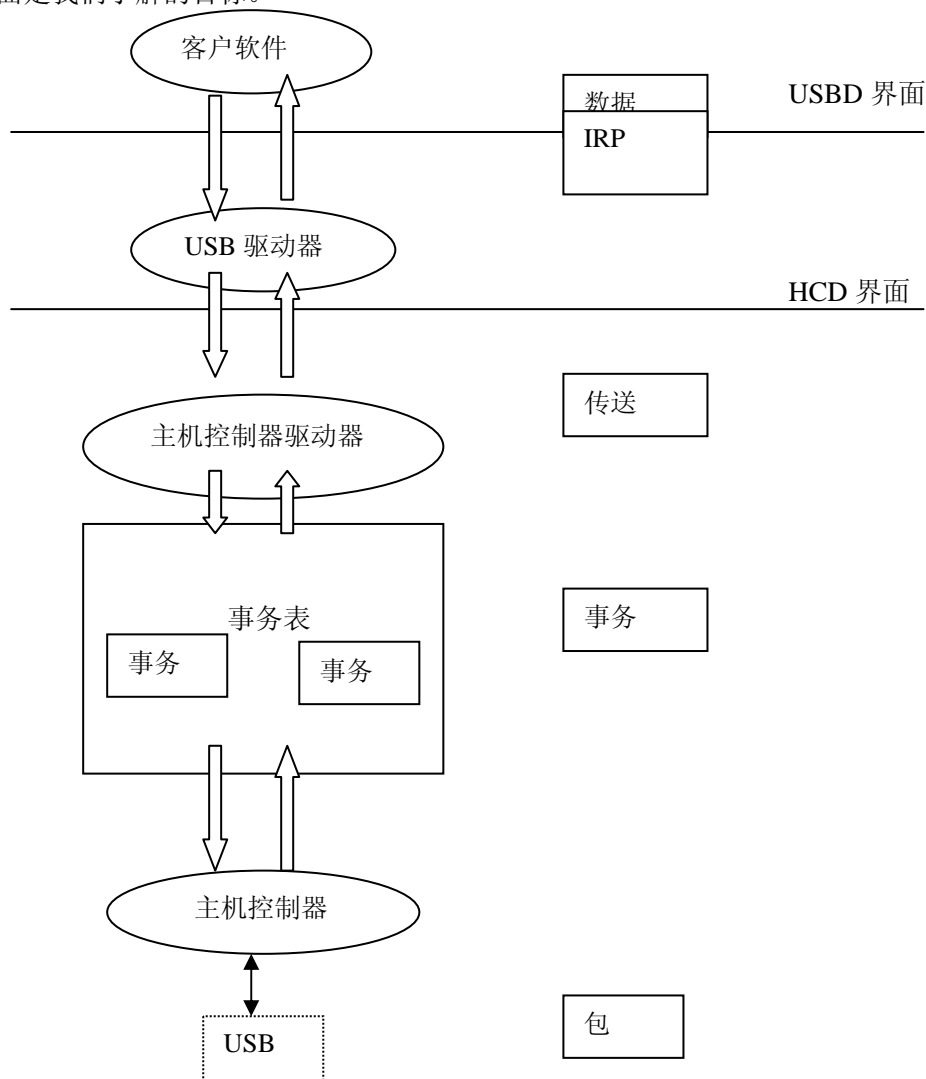 客户软件
数据
USBD 界面
IRP
USB 驱动器
HCD 界面
传送
主机控制器驱动器
事务表
事务
事务
事务
主机控制器
USB
包